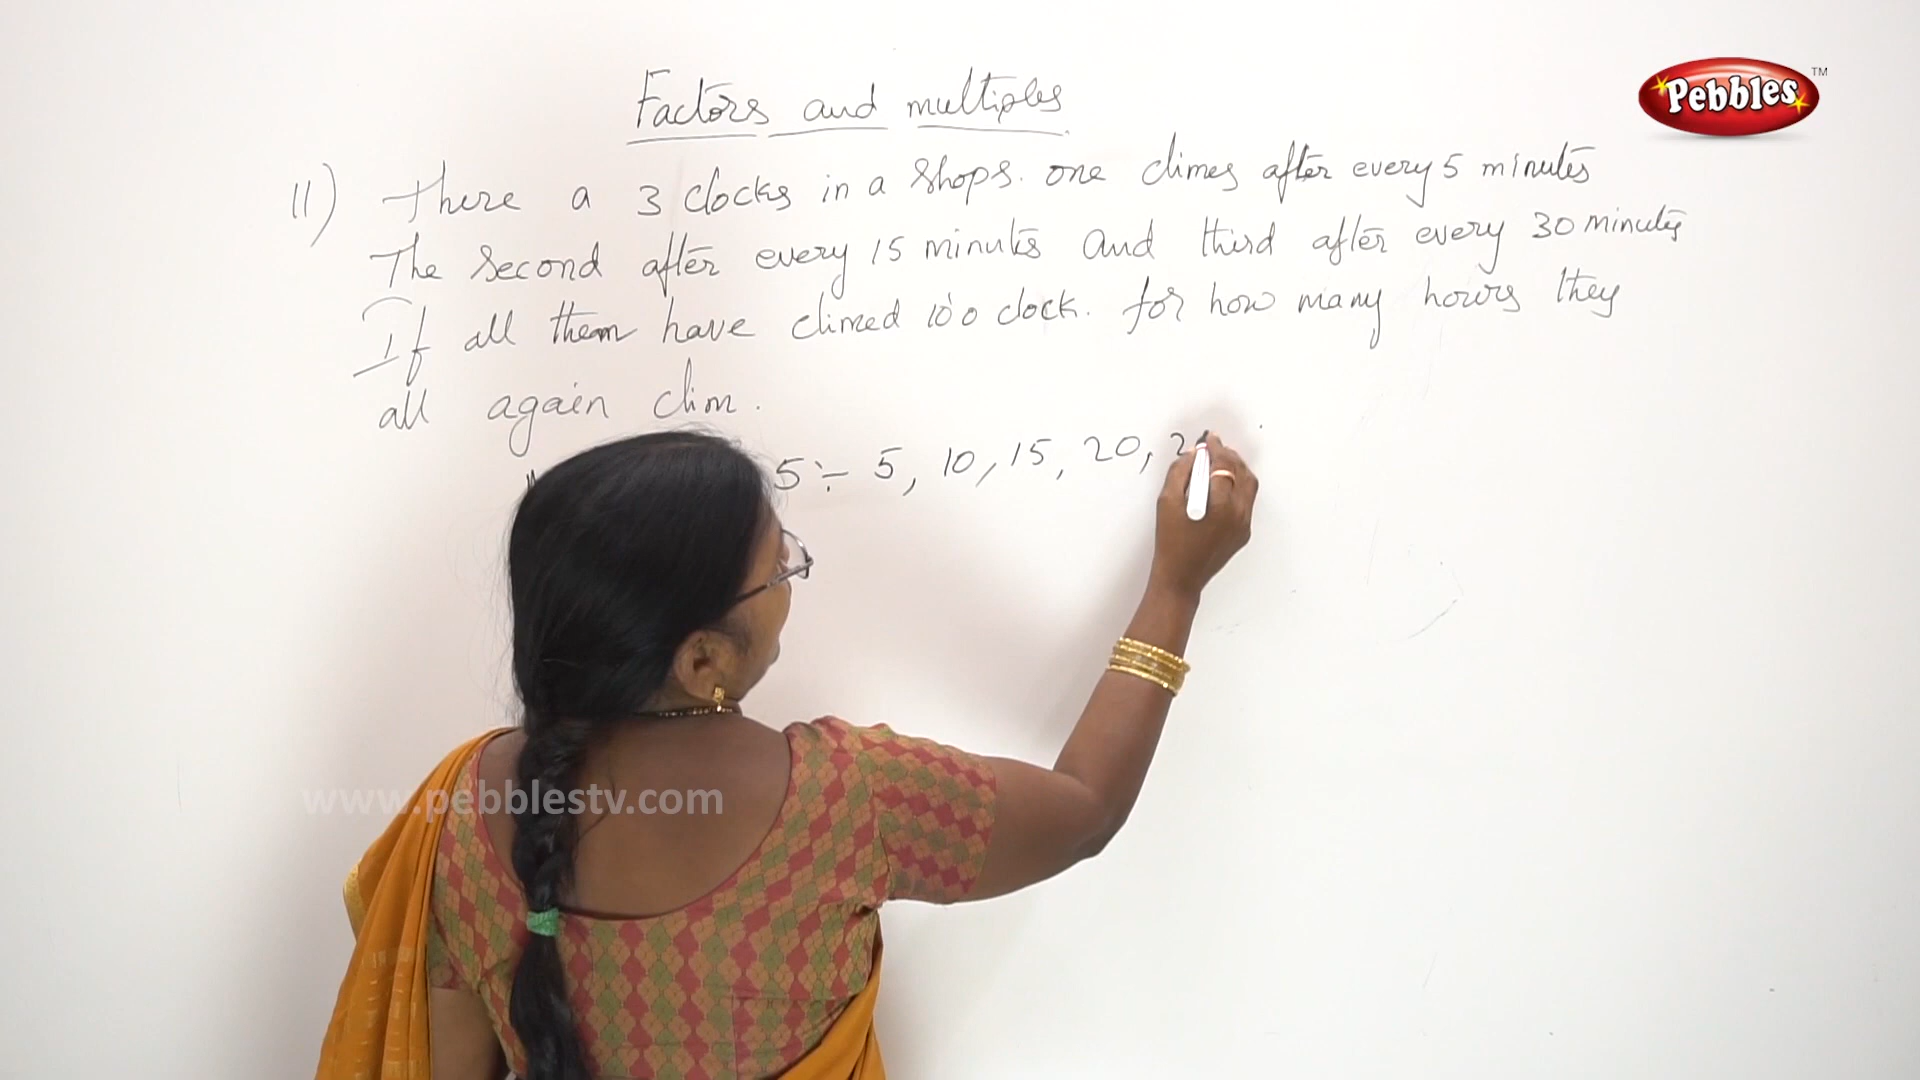 Pebbles TM
Factors and multiples
11) There a 3 clocks in a shops. one climes after every 5 minutes
The second after every 15 minutes and third after every 30 minutes
If all them have climed 10'o clock. for how many hours they
all again clim.
5 :- 5, 10, 15, 20, 2
www.pebblestv.com